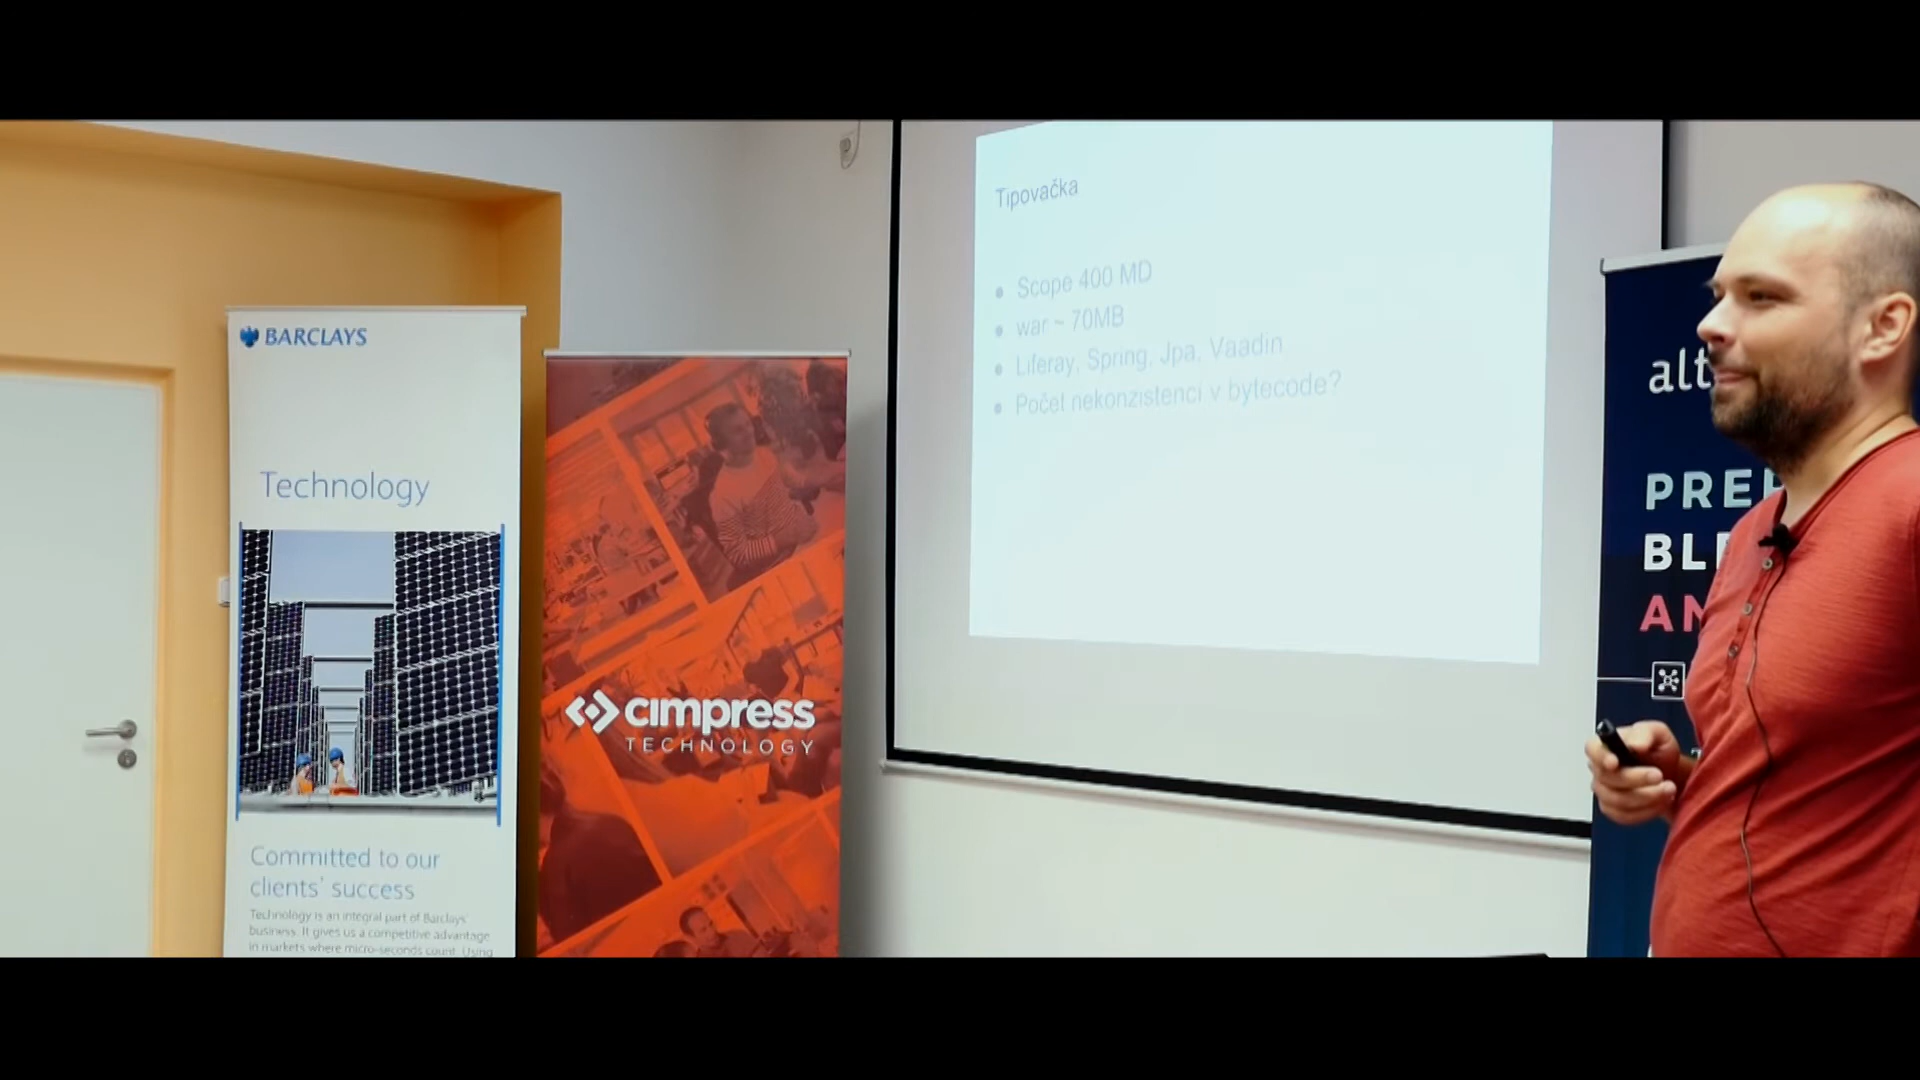 BARCLAYS
Technology
Committed to our
clients' success
Technology is an integral part of Barclays'
business. It gives us a competitive advantage
in markets where micro-seconds count. Using
cimpress
TECHNOLOGY
Tipovačka
Scope 400 MD
war ~ 70MB
Liferay, Spring, Jpa, Vaadin
Počet nekonzistencí v bytecode?
alt
PREP
BL
AN